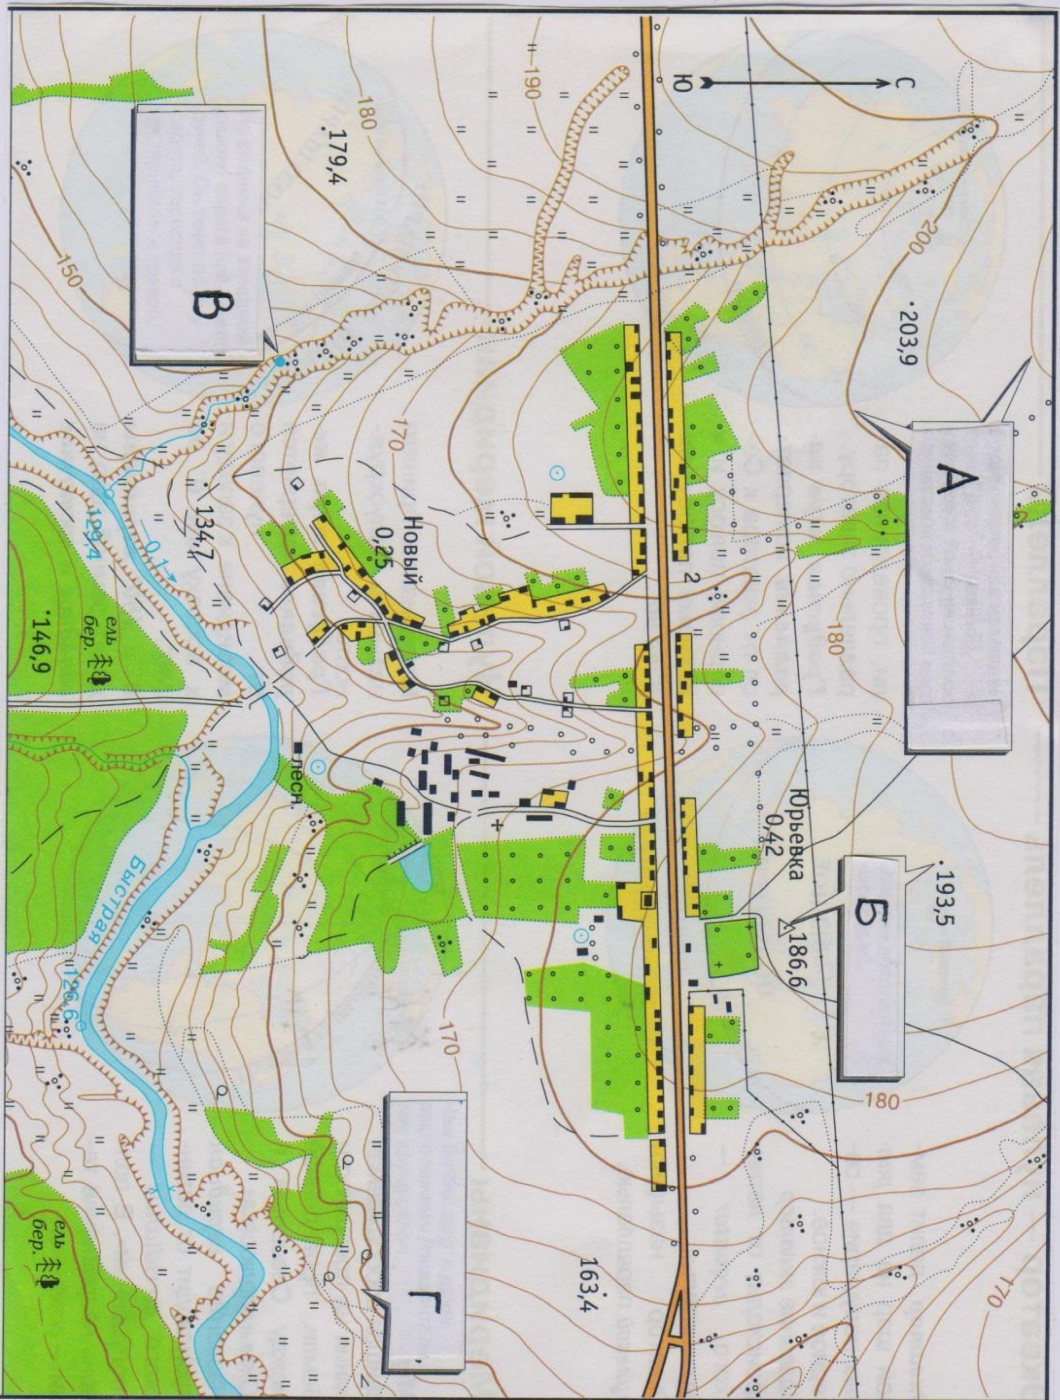 170
А
193,5
200
203,9
С
Б
180
180
Юрьевка
0,42
186,6
2
Ю
163,4
190
170
Г
Новый
0,25
170
180
179,4
лесн.
В
134,7
0,1
Быстрая
ель
бер.
129,4
126,6
150
ель
бер.
146,9